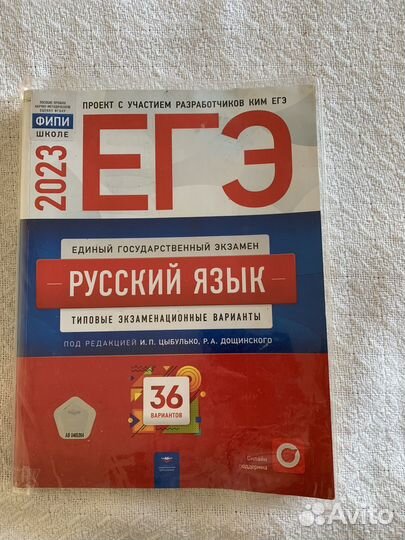 ПРОЕКТ С УЧАСТИЕМ РАЗРАБОТЧИКОВ КИМ ЕГЭ
ФИПИ
ШКОЛЕ
2023
ЕГЭ
ЕДИНЫЙ ГОСУДАРСТВЕННЫЙ ЭКЗАМЕН
РУССКИЙ ЯЗЫК
ТИПОВЫЕ ЭКЗАМЕНАЦИОННЫЕ ВАРИАНТЫ
ПОД РЕДАКЦИЕЙ И.П. ЦЫБУЛЬКО, Р.А. ДОЩИНСКОГО
36
ВАРИАНТОВ
Онлайн
поддержка
Avito